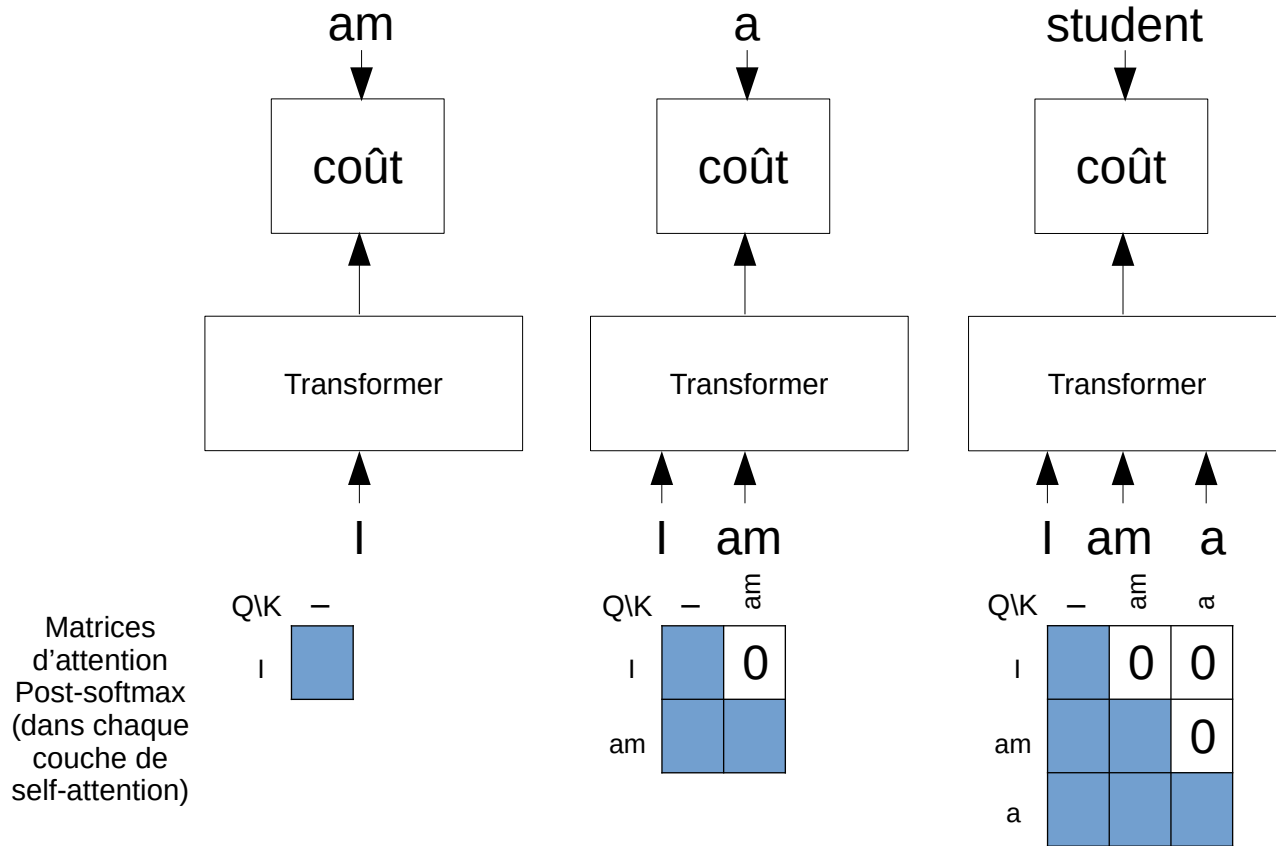 am a student
coût coût coût
Transformer Transformer Transformer
I I am I am a
Q\K I Q\K I am Q\K I am a
Matrices
d'attention
Post-softmax
(dans chaque
couche de
self-attention)
I I 0 I 0 0
am am 0
a